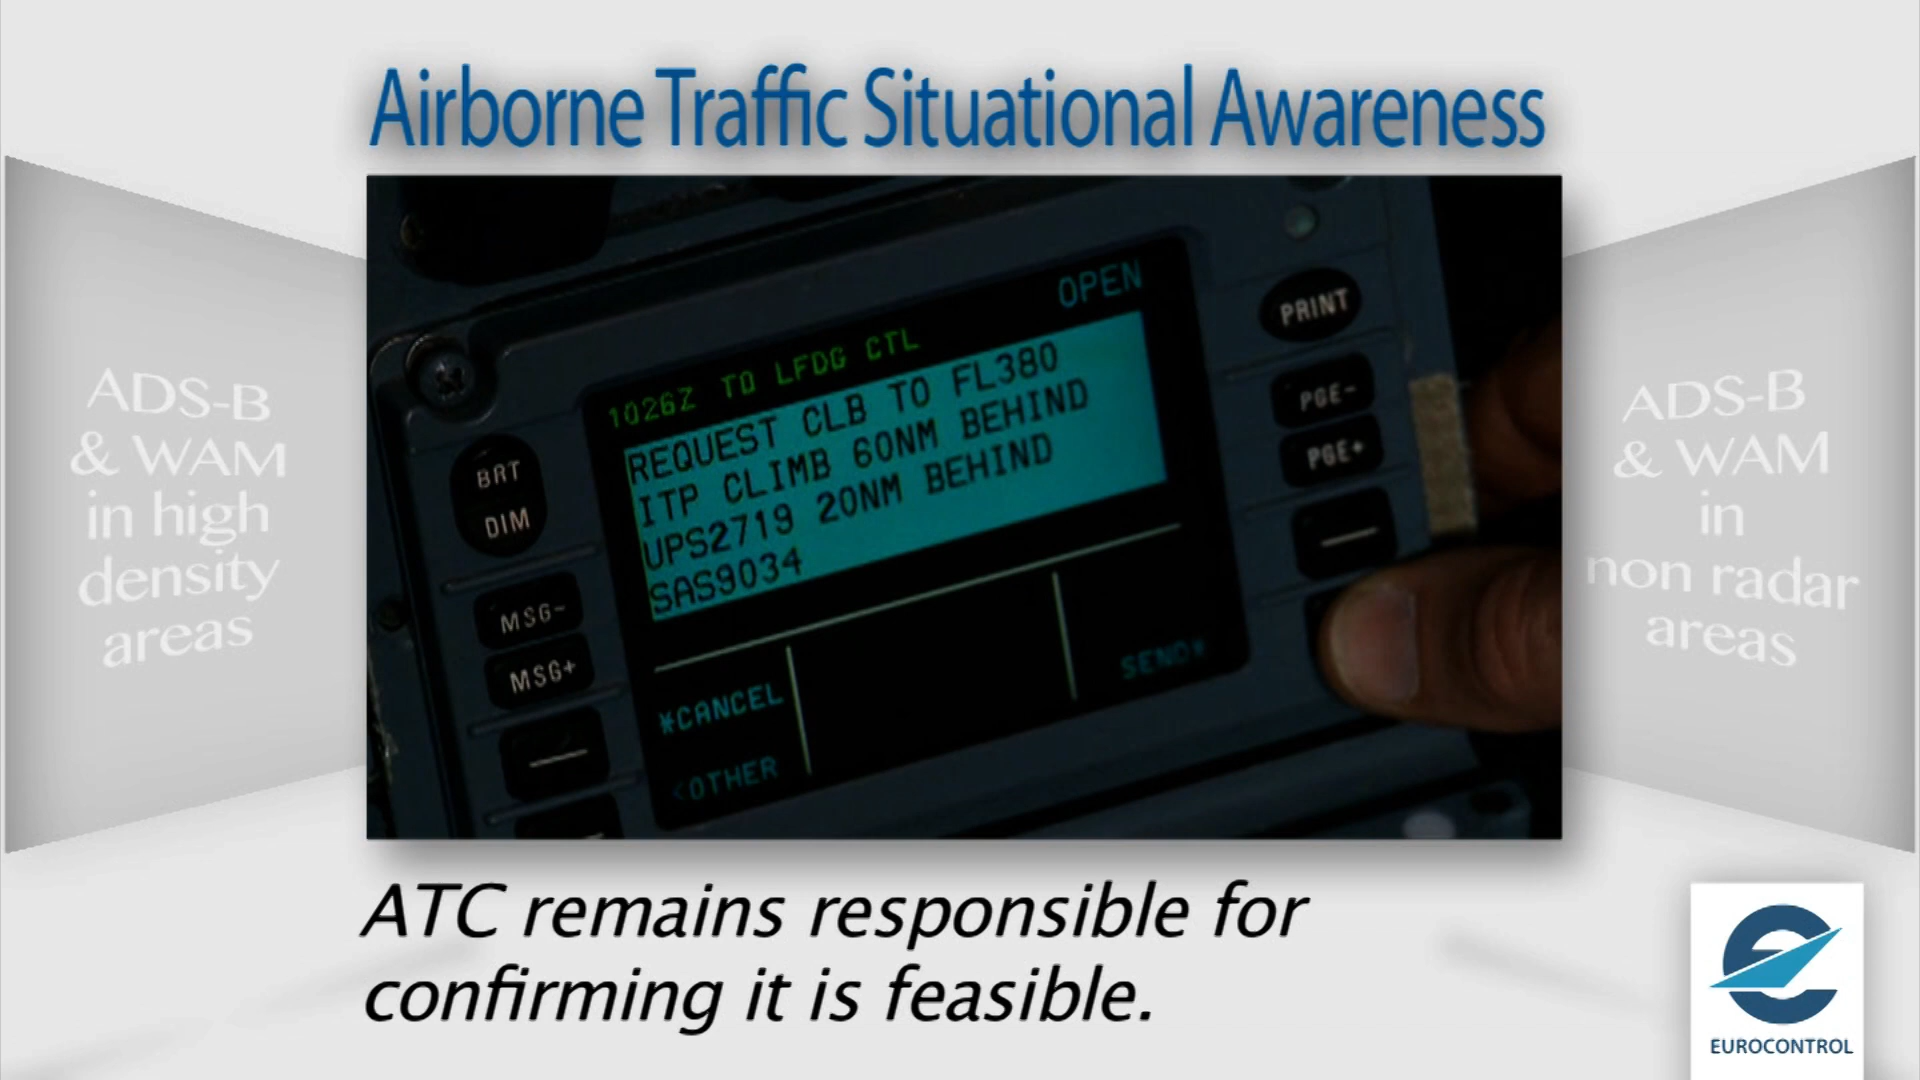 Airborne Traffic Situational Awareness
ADS-B
& WAM
in high
density
areas
OPEN
1026Z TO LFDG CTL
REQUEST CLB TO FL380
ITP CLIMB 60NM BEHIND
UPS2719 20NM BEHIND
SAS9034
*CANCEL
<OTHER
SEND*
BRT
DIM
MSG-
MSG+
PRINT
PGE-
PGE+
ADS-B
& WAM
in
non radar
areas
ATC remains responsible for
confirming it is feasible.
EUROCONTROL